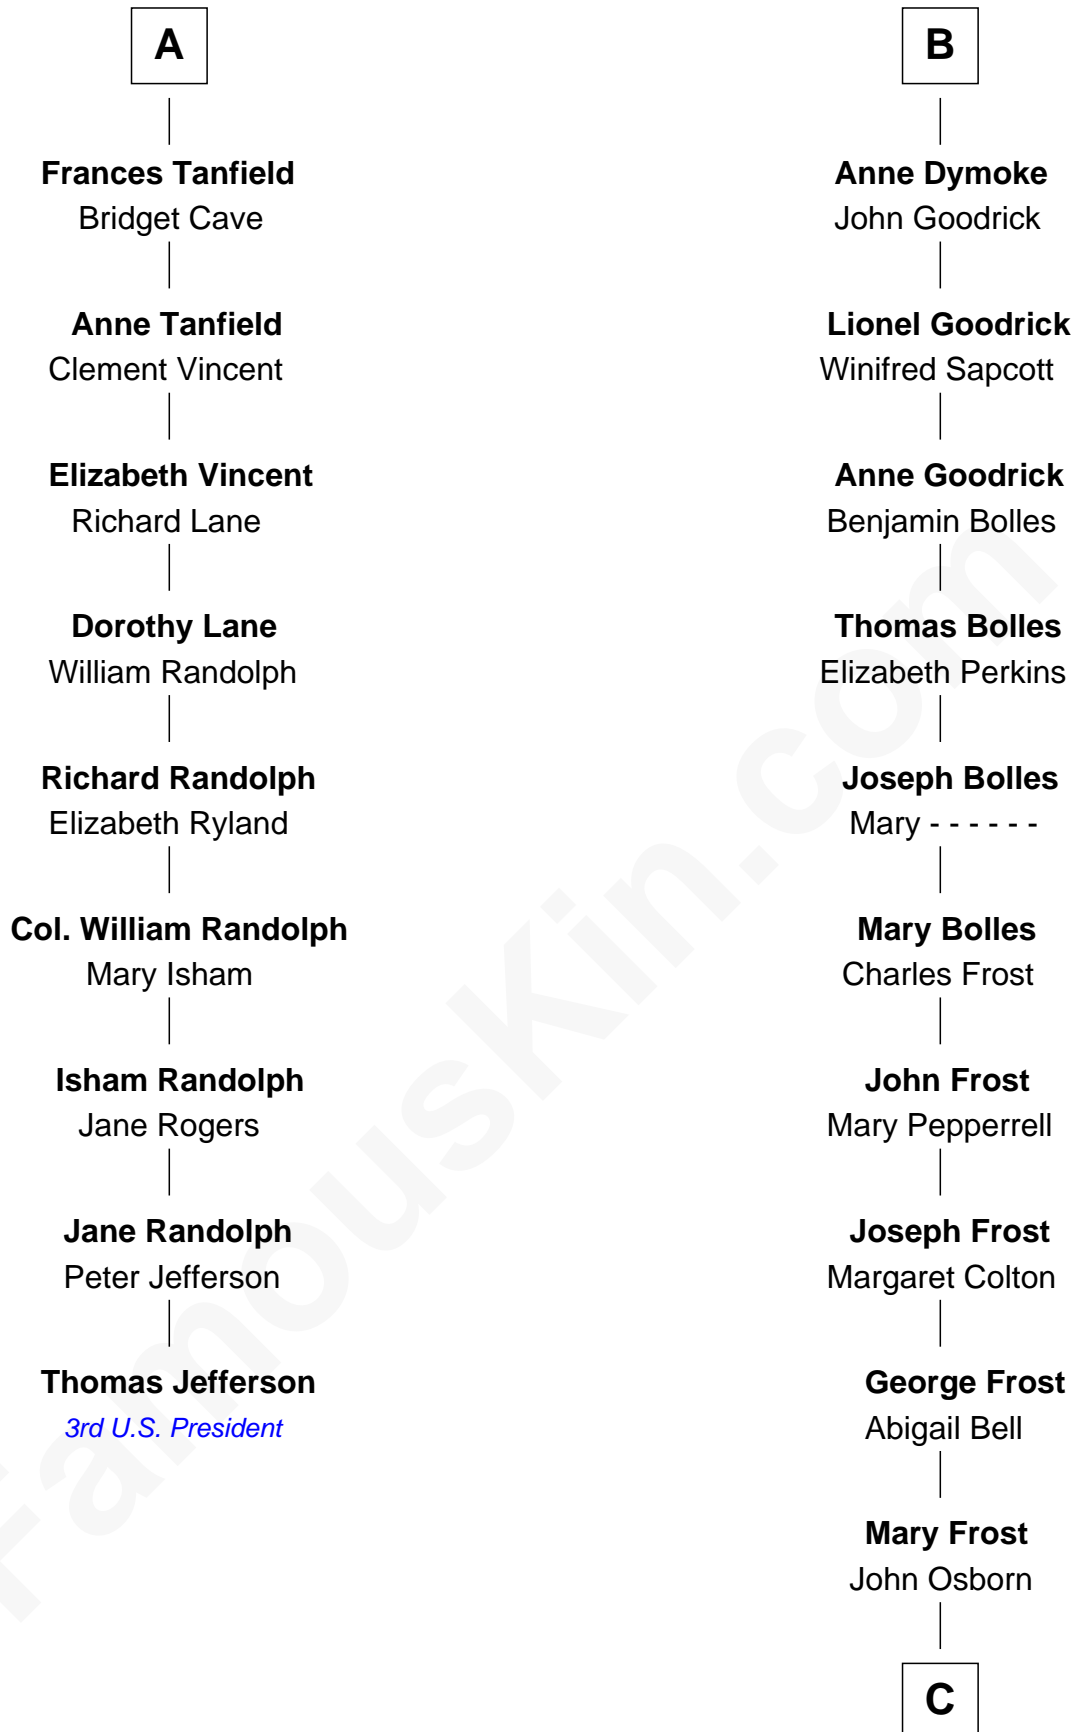 A
Frances Tanfield
Bridget Cave
Anne Tanfield
Clement Vincent
Elizabeth Vincent
Richard Lane
Dorothy Lane
William Randolph
Richard Randolph
Elizabeth Ryland
Col. William Randolph
Mary Isham
Isham Randolph
Jane Rogers
Jane Randolph
Peter Jefferson
Thomas Jefferson
3rd U.S. President
B
Anne Dymoke
John Goodrick
Lionel Goodrick
Winifred Sapcott
Anne Goodrick
Benjamin Bolles
Thomas Bolles
Elizabeth Perkins
Joseph Bolles
Mary - - - - - -
Mary Bolles
Charles Frost
John Frost
Mary Pepperrell
Joseph Frost
Margaret Colton
George Frost
Abigail Bell
Mary Frost
John Osborn
C
FamousKin.com